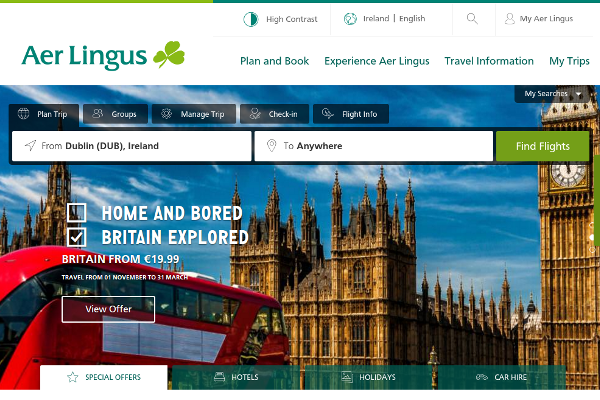 High Contrast
Ireland | English
My Aer Lingus
Aer Lingus
Plan and Book
Experience Aer Lingus
Travel Information
My Trips
My Searches
Plan Trip
Groups
Manage Trip
Check-in
Flight Info
From Dublin (DUB), Ireland
To Anywhere
Find Flights
HOME AND BORED
BRITAIN EXPLORED
BRITAIN FROM €19.99
TRAVEL FROM 01 NOVEMBER TO 31 MARCH
View Offer
SPECIAL OFFERS
HOTELS
HOLIDAYS
CAR HIRE